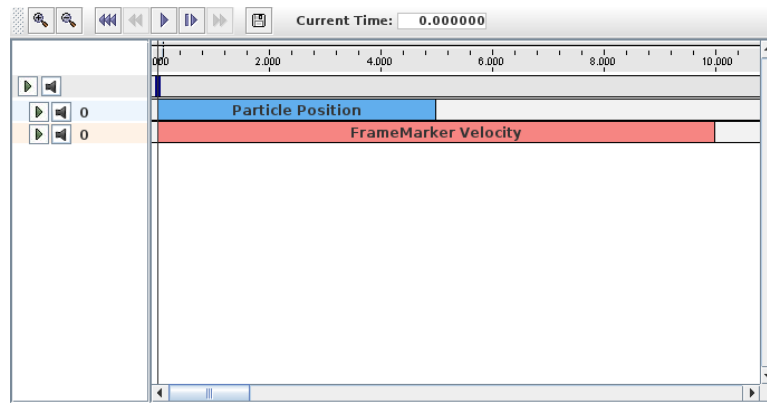 Current Time: 0.000000
0.000 2.000 4.000 6.000 8.000 10.000
0 Particle Position
0 FrameMarker Velocity